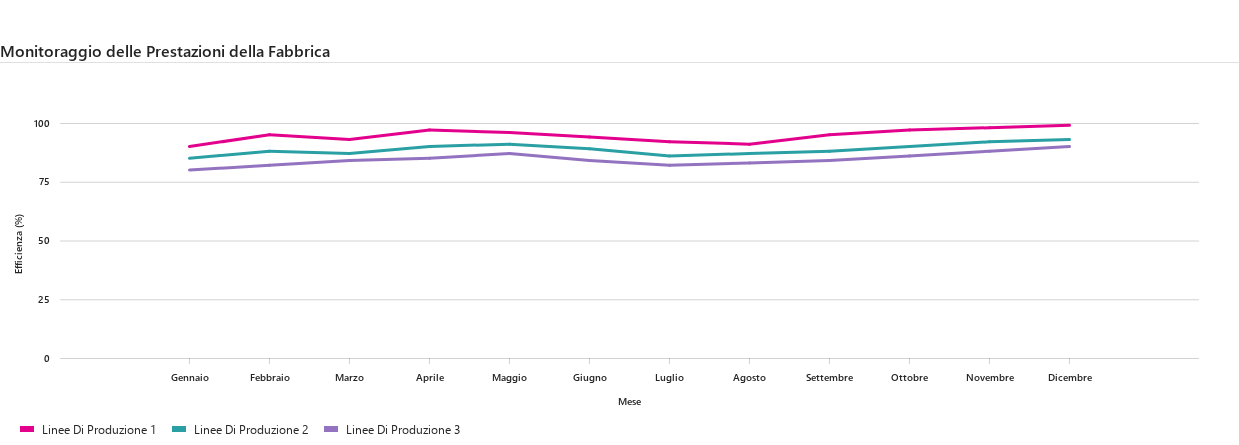 Monitoraggio delle Prestazioni della Fabbrica
100
75
50
25
0
Efficienza (%)
Gennaio Febbraio Marzo Aprile Maggio Giugno Luglio Agosto Settembre Ottobre Novembre Dicembre
Mese
Linee Di Produzione 1 Linee Di Produzione 2 Linee Di Produzione 3